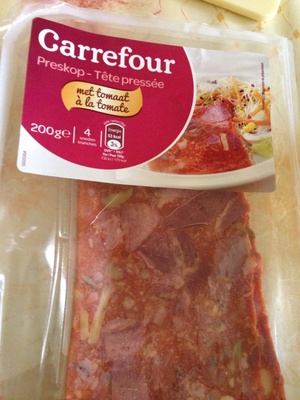 Carrefour
Preskop - Tête pressée
met tomaat
à la tomate
200g e
4